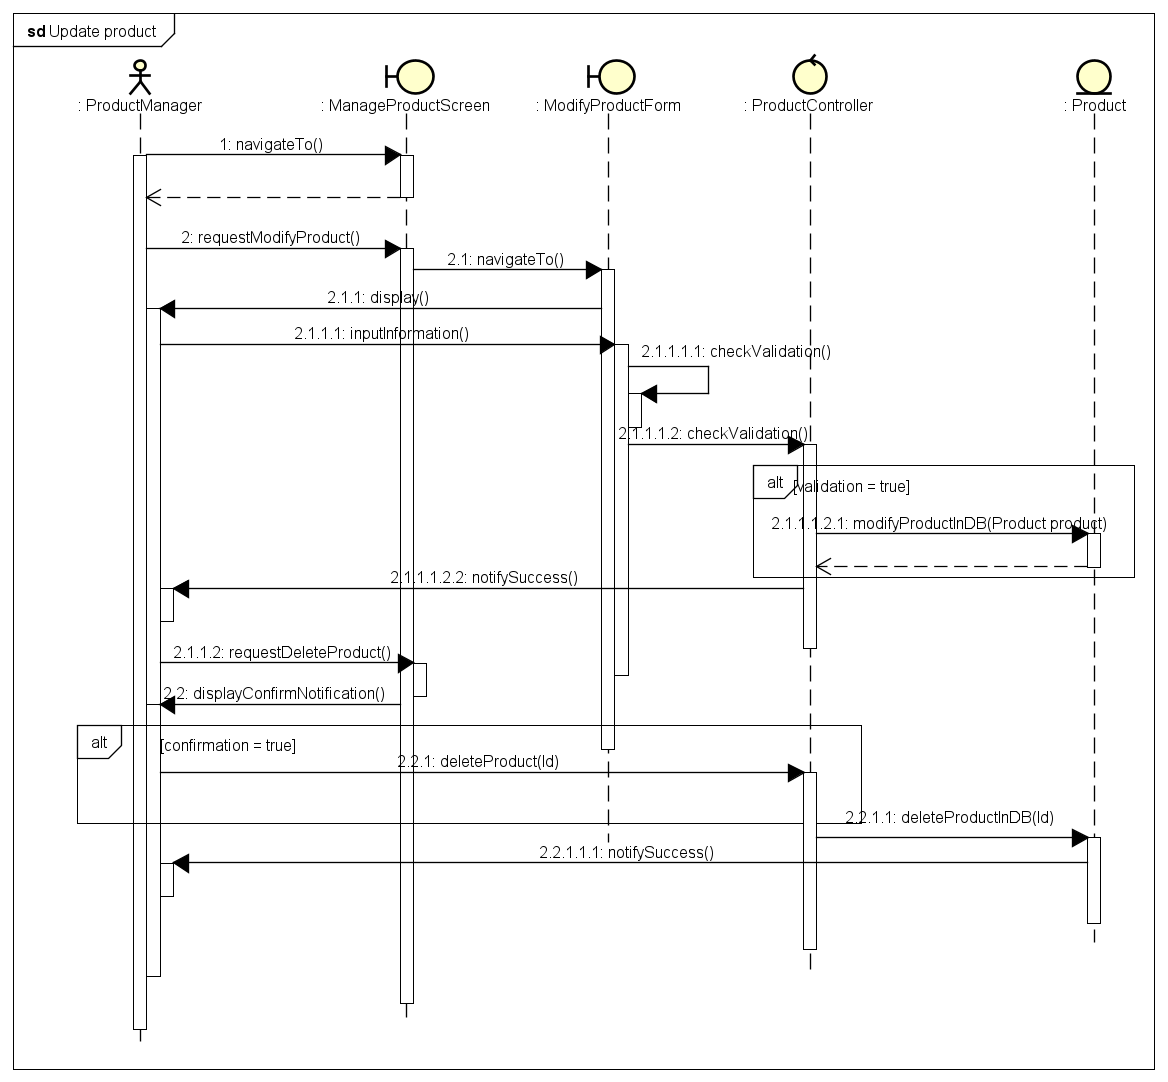 sd Update product
: ProductManager
: ManageProductScreen
: ModifyProductForm
: ProductController
: Product
1: navigateTo()
2: requestModifyProduct()
2.1: navigateTo()
2.1.1: display()
2.1.1.1: inputInformation()
2.1.1.1.1: checkValidation()
2.1.1.1.2: checkValidation()
alt
[validation = true]
2.1.1.1.2.1: modifyProductInDB(Product product)
2.1.1.1.2.2: notifySuccess()
2.1.1.2: requestDeleteProduct()
2.2: displayConfirmNotification()
alt
[confirmation = true]
2.2.1: deleteProduct(Id)
2.2.1.1: deleteProductInDB(Id)
2.2.1.1.1: notifySuccess()